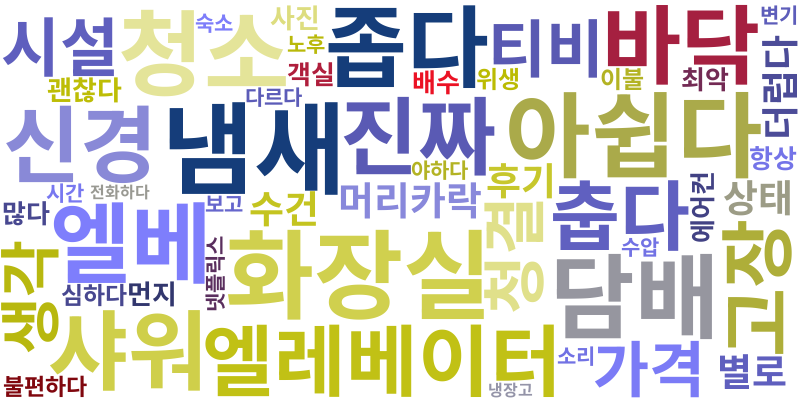 시설
청소
숙소
사진
노후
객실
좁다
배수
티비
위생
바닥
이불
최악
변기
더럽다
괜찮다
다르다
신경
냄새
진짜
야하다
아쉽다
항상
많다
시간
전화하다
보고
수건
머리카락
후기
청결
춥다
수압
에어컨
상태
엘베
생각
심하다
먼지
넷플릭스
화장실
담배
고장
샤워
엘레베이터
소리
가격
별로
불편하다
냉장고